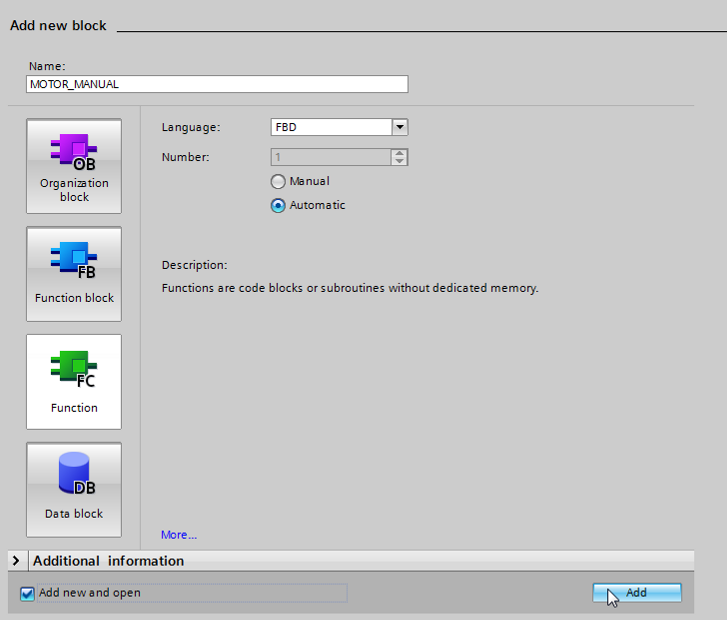 Add new block
Name:
MOTOR_MANUAL
OB
Organization
block
FB
Function block
FC
Function
DB
Data block
Language:
FBD
Number:
1
Manual
Automatic
Description:
Functions are code blocks or subroutines without dedicated memory.
More...
> Additional information
Add new and open
Add